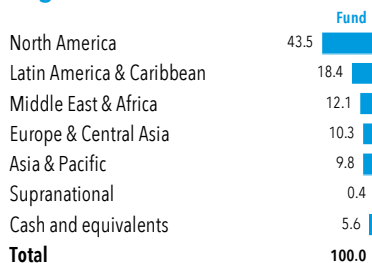 Fund
North America 43.5
Latin America & Caribbean 18.4
Middle East & Africa 12.1
Europe & Central Asia 10.3
Asia & Pacific 9.8
Supranational 0.4
Cash and equivalents 5.6
Total 100.0